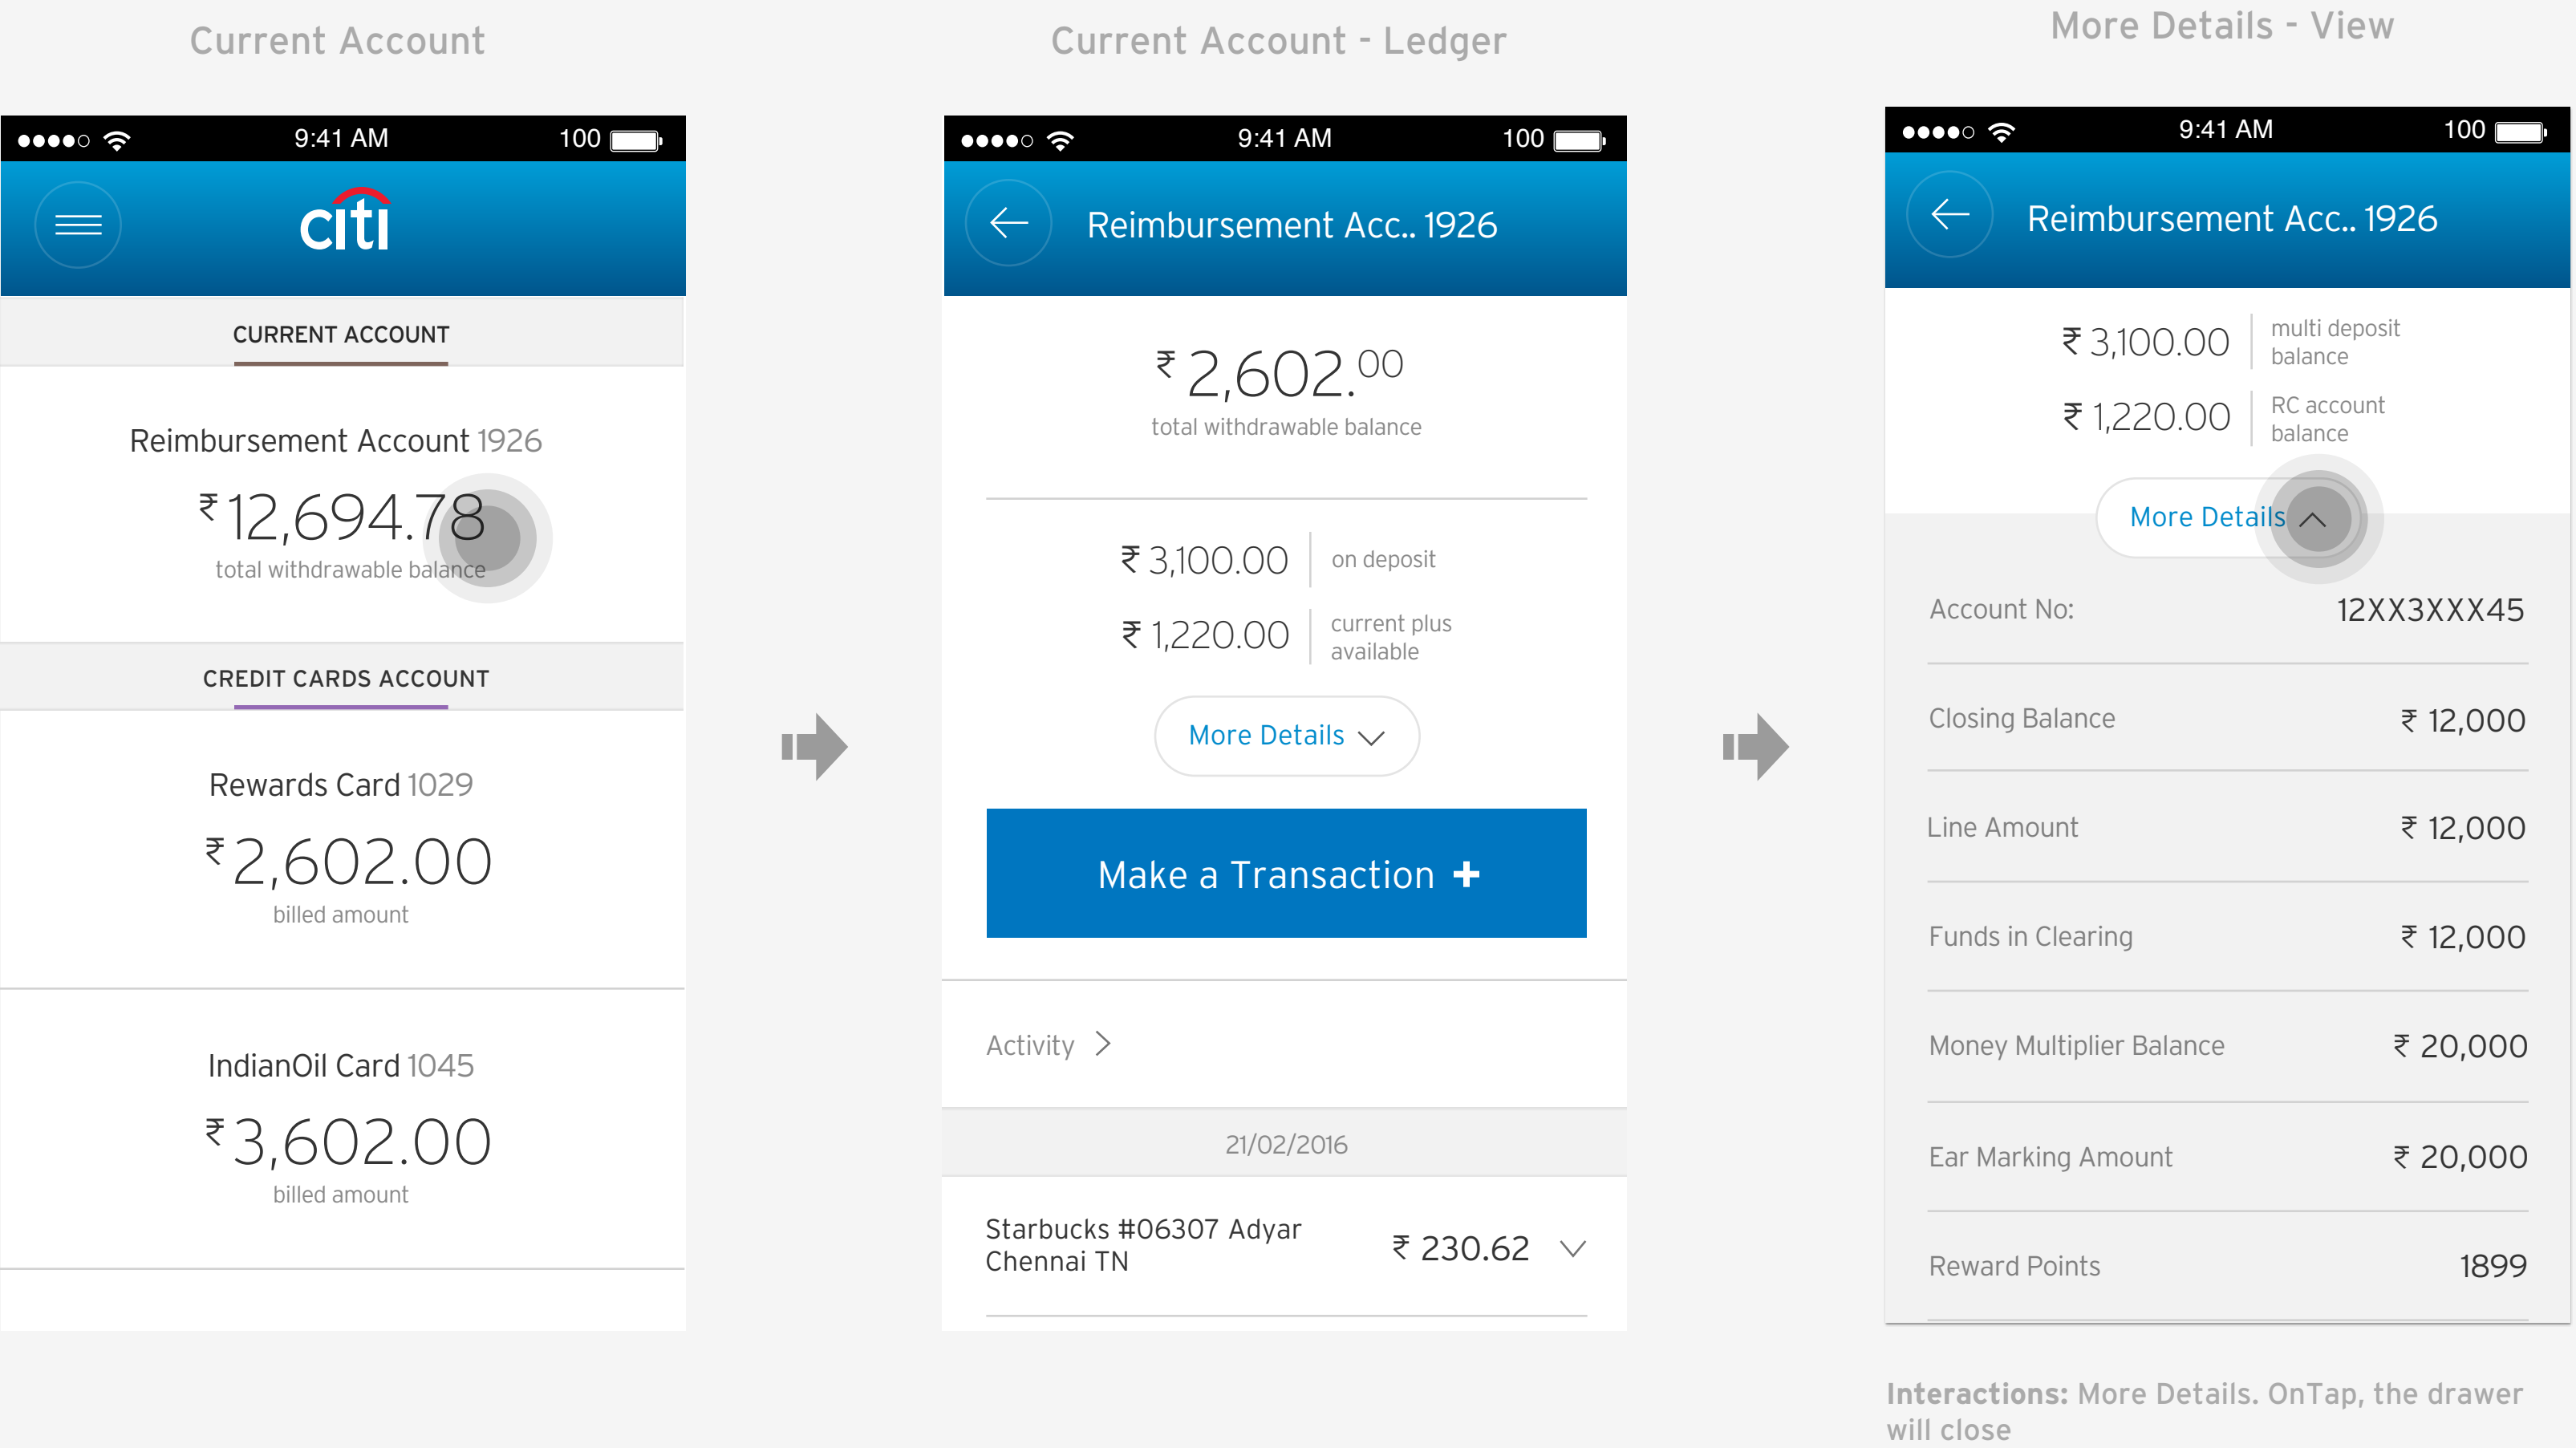 Current Account
9:41 AM
100
citi
CURRENT ACCOUNT
Reimbursement Account 1926
₹ 12,694.78
total withdrawable balance
CREDIT CARDS ACCOUNT
Rewards Card 1029
₹ 2,602.00
billed amount
IndianOil Card 1045
₹ 3,602.00
billed amount
Current Account - Ledger
9:41 AM
100
Reimbursement Acc.. 1926
₹ 2,602.00
total withdrawable balance
₹ 3,100.00
on deposit
₹ 1,220.00
current plus
available
More Details
Make a Transaction +
Activity >
21/02/2016
Starbucks #06307 Adyar
Chennai TN
₹ 230.62
More Details - View
9:41 AM
100
Reimbursement Acc.. 1926
₹ 3,100.00
multi deposit
balance
₹ 1,220.00
RC account
balance
More Details
Account No: 12XX3XXX45
Closing Balance ₹ 12,000
Line Amount ₹ 12,000
Funds in Clearing ₹ 12,000
Money Multiplier Balance ₹ 20,000
Ear Marking Amount ₹ 20,000
Reward Points 1899
Interactions: More Details. OnTap, the drawer
will close